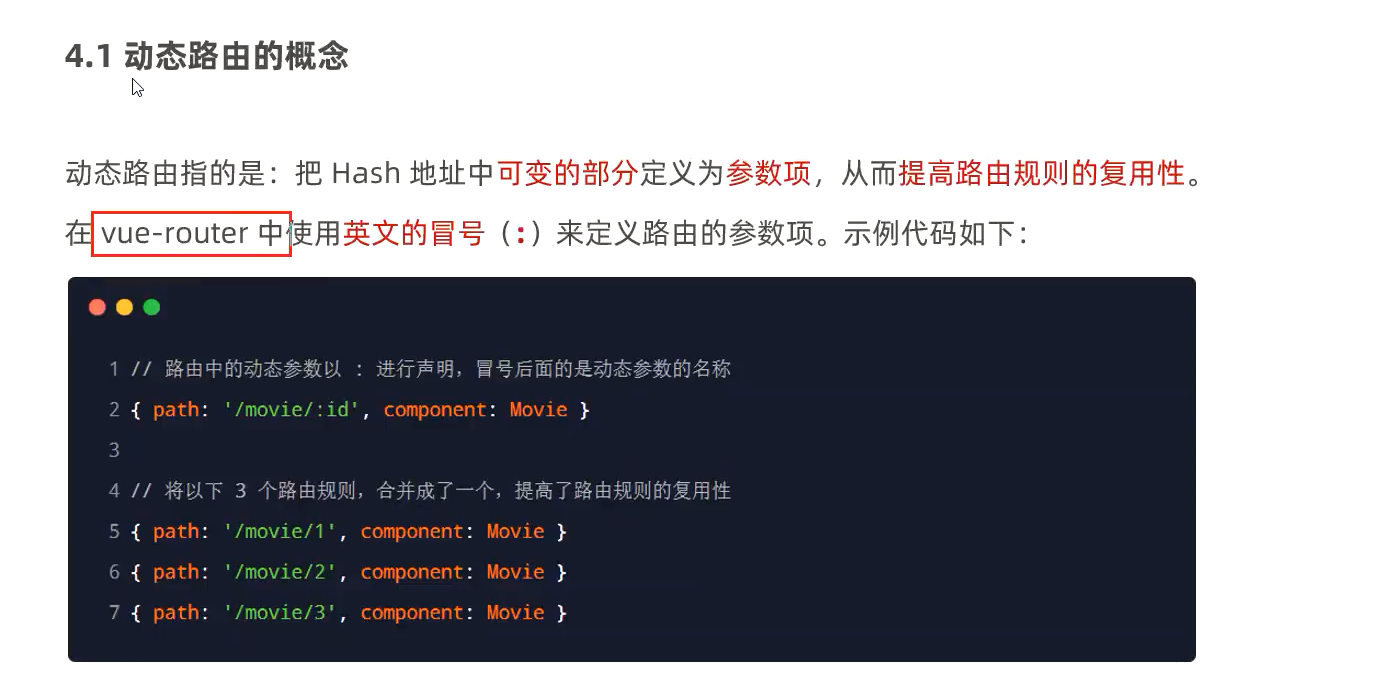 4.1 动态路由的概念
动态路由指的是：把 Hash 地址中可变的部分定义为参数项，从而提高路由规则的复用性。
在 vue-router 中使用英文的冒号（:）来定义路由的参数项。示例代码如下：
1 // 路由中的动态参数以 : 进行声明，冒号后面的是动态参数的名称
2 { path: '/movie/:id', component: Movie }
3
4 // 将以下 3 个路由规则，合并成了一个，提高了路由规则的复用性
5 { path: '/movie/1', component: Movie }
6 { path: '/movie/2', component: Movie }
7 { path: '/movie/3', component: Movie }